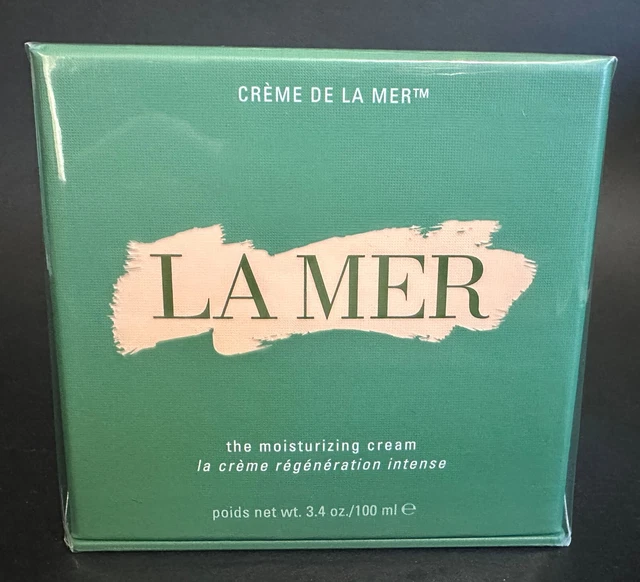 CRÈME DE LA MER™
LA MER
the moisturizing cream
la crème régénération intense
poids net wt. 3.4 oz./100 ml ℮